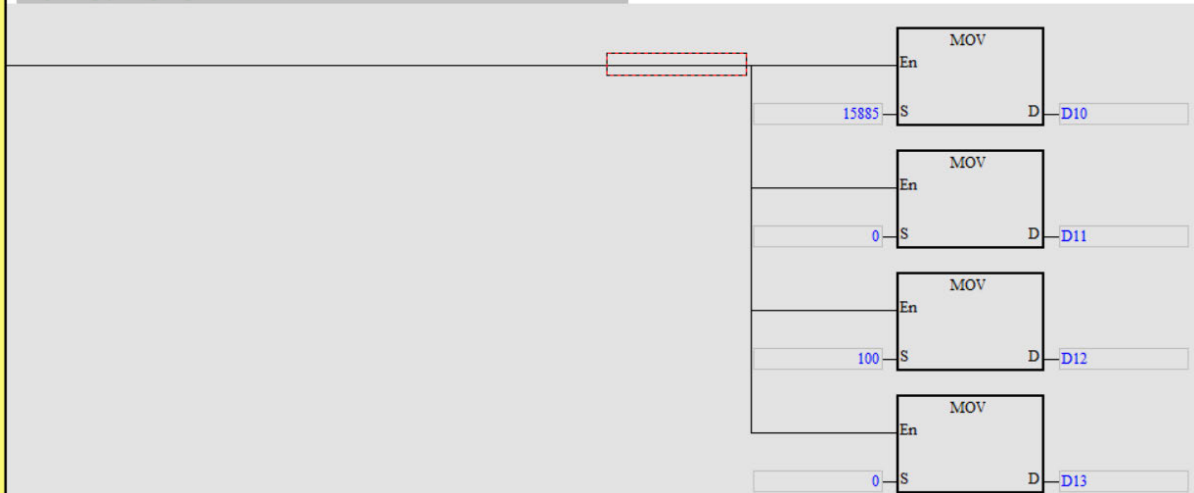 MOV
En
15885 S D D10
MOV
En
0 S D D11
MOV
En
100 S D D12
MOV
En
0 S D D13